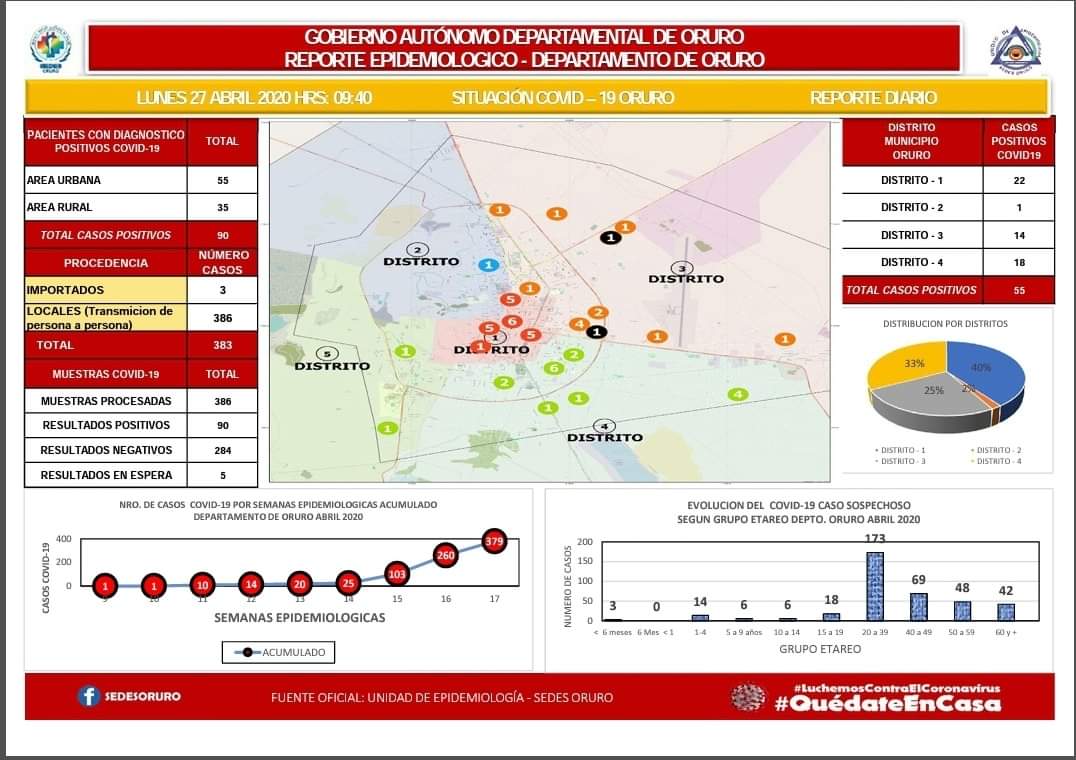 GOBIERNO AUTÓNOMO DEPARTAMENTAL DE ORURO
REPORTE EPIDEMIOLOGICO - DEPARTAMENTO DE ORURO
LUNES 27 ABRIL 2020 HRS: 09:40 SITUACIÓN COVID – 19 ORURO REPORTE DIARIO
PACIENTES CON DIAGNOSTICO POSITIVOS COVID-19 TOTAL
AREA URBANA 55
AREA RURAL 35
TOTAL CASOS POSITIVOS 90
PROCEDENCIA NÚMERO CASOS
IMPORTADOS 3
LOCALES (Transmicion de persona a persona) 386
TOTAL 383
MUESTRAS COVID-19 TOTAL
MUESTRAS PROCESADAS 386
RESULTADOS POSITIVOS 90
RESULTADOS NEGATIVOS 284
RESULTADOS EN ESPERA 5
1 1 1
1
2
DISTRITO
1
3
DISTRITO
1
5
2
6 4 1
5 5 1 1
1
1
DISTRITO
5
DISTRITO
1
2
6
2
4
1
1
1
4
DISTRITO
DISTRITO MUNICIPIO ORURO CASOS POSITIVOS COVID19
DISTRITO - 1 22
DISTRITO - 2 1
DISTRITO - 3 14
DISTRITO - 4 18
TOTAL CASOS POSITIVOS 55
DISTRIBUCION POR DISTRITOS
33% 40%
25% 2%
DISTRITO - 1 DISTRITO - 2
DISTRITO - 3 DISTRITO - 4
NRO. DE CASOS COVID-19 POR SEMANAS EPIDEMIOLOGICAS ACUMULADO
DEPARTAMENTO DE ORURO ABRIL 2020
CASOS COVID-19
400
200
0
1 1 10 14 20 25 103 260 379
9 10 11 12 13 14 15 16 17
SEMANAS EPIDEMIOLOGICAS
ACUMULADO
EVOLUCION DEL COVID-19 CASO SOSPECHOSO
SEGUN GRUPO ETAREO DEPTO. ORURO ABRIL 2020
NUMERO DE CASOS
200
150
100
50
0
3 0 14 6 6 18 173 69 48 42
< 6 meses 6 Mes < 1 1-4 5 a 9 años 10 a 14 15 a 19 20 a 39 40 a 49 50 a 59 60 y +
GRUPO ETAREO
SEDESORURO
FUENTE OFICIAL: UNIDAD DE EPIDEMIOLOGÍA - SEDES ORURO
#LuchemosContraElCoronavirus
#QuédateEnCasa